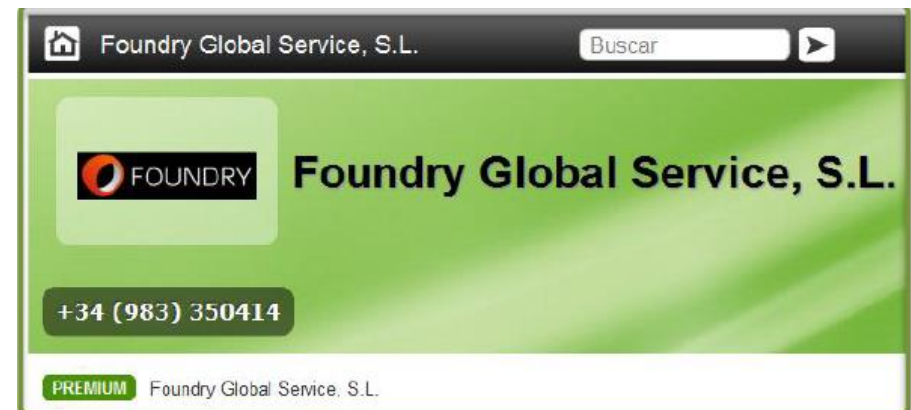 Foundry Global Service, S.L. Buscar
FOUNDRY
Foundry Global Service, S.L.
+34 (983) 350414
PREMIUM Foundry Global Service, S.L.